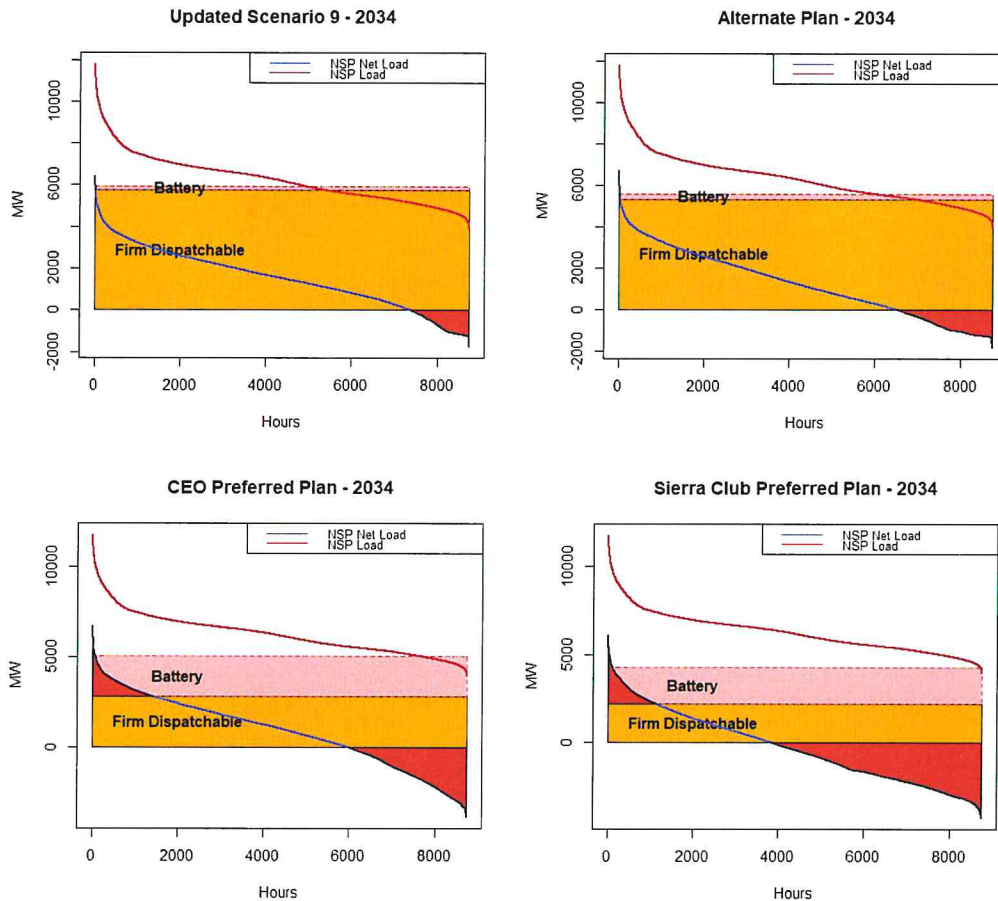 Updated Scenario 9 - 2034
NSP Net Load
NSP Load
MW
10000
6000
2000
0
-2000
Battery
Firm Dispatchable
0
2000
4000
6000
8000
Hours
Alternate Plan - 2034
NSP Net Load
NSP Load
MW
10000
6000
2000
0
-2000
Battery
Firm Dispatchable
0
2000
4000
6000
8000
Hours
CEO Preferred Plan - 2034
NSP Net Load
NSP Load
MW
10000
5000
0
Battery
Firm Dispatchable
0
2000
4000
6000
8000
Hours
Sierra Club Preferred Plan - 2034
NSP Net Load
NSP Load
MW
10000
5000
0
Battery
Firm Dispatchable
0
2000
4000
6000
8000
Hours